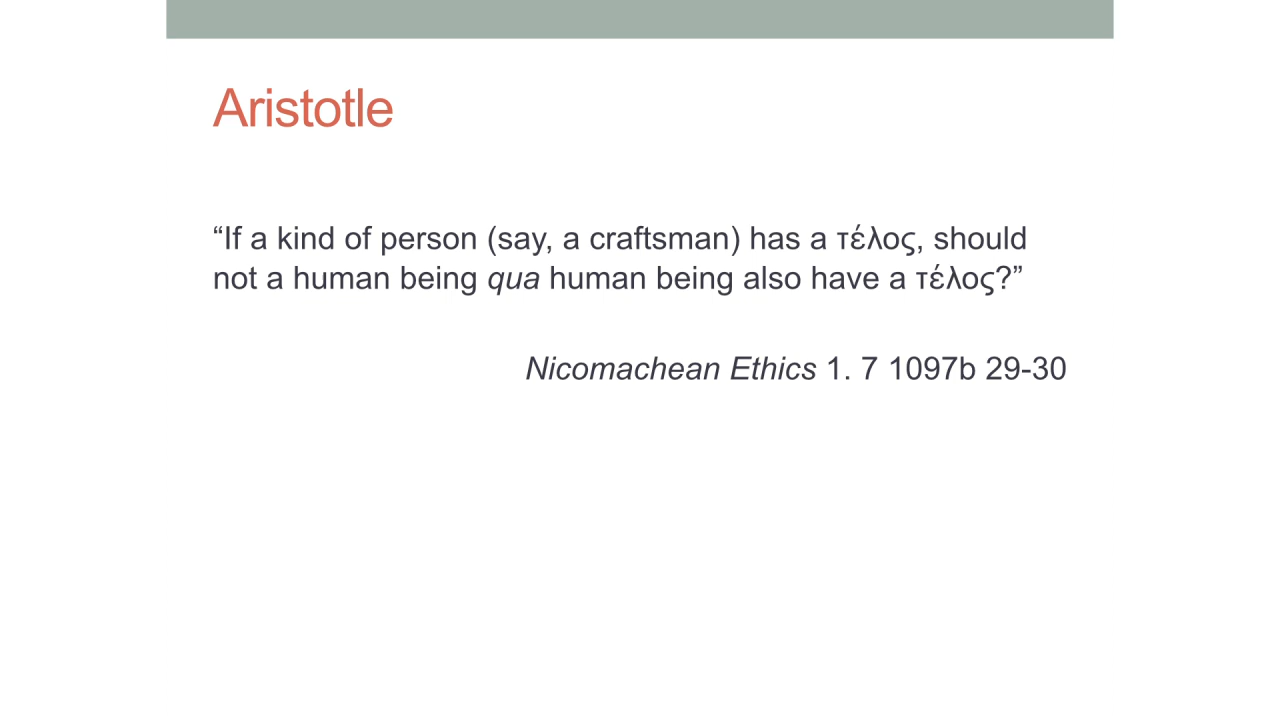 Aristotle
“If a kind of person (say, a craftsman) has a τέλος, should
not a human being qua human being also have a τέλος?”
Nicomachean Ethics 1. 7 1097b 29-30